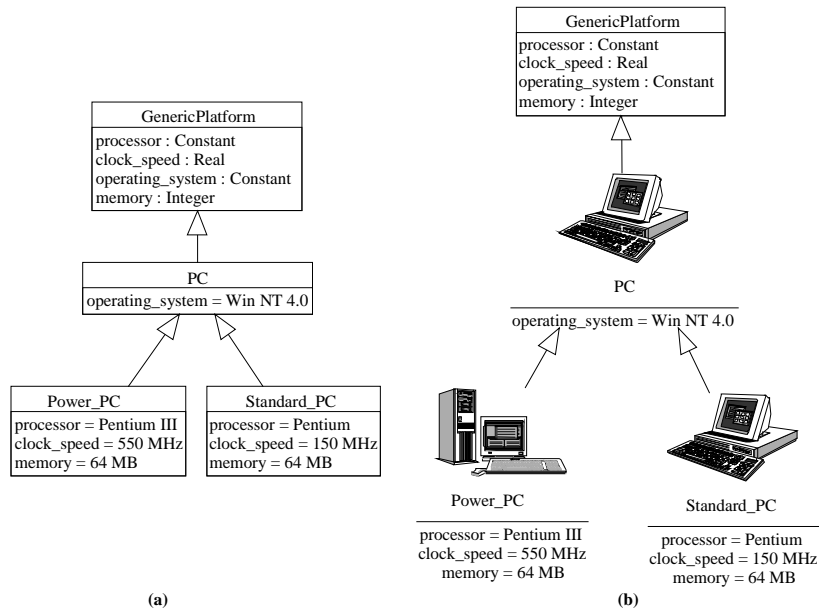 GenericPlatform
processor : Constant
clock_speed : Real
operating_system : Constant
memory : Integer
PC
operating_system = Win NT 4.0
Power_PC
processor = Pentium III
clock_speed = 550 MHz
memory = 64 MB
Standard_PC
processor = Pentium
clock_speed = 150 MHz
memory = 64 MB
(a)
GenericPlatform
processor : Constant
clock_speed : Real
operating_system : Constant
memory : Integer
PC
operating_system = Win NT 4.0
Power_PC
processor = Pentium III
clock_speed = 550 MHz
memory = 64 MB
Standard_PC
processor = Pentium
clock_speed = 150 MHz
memory = 64 MB
(b)